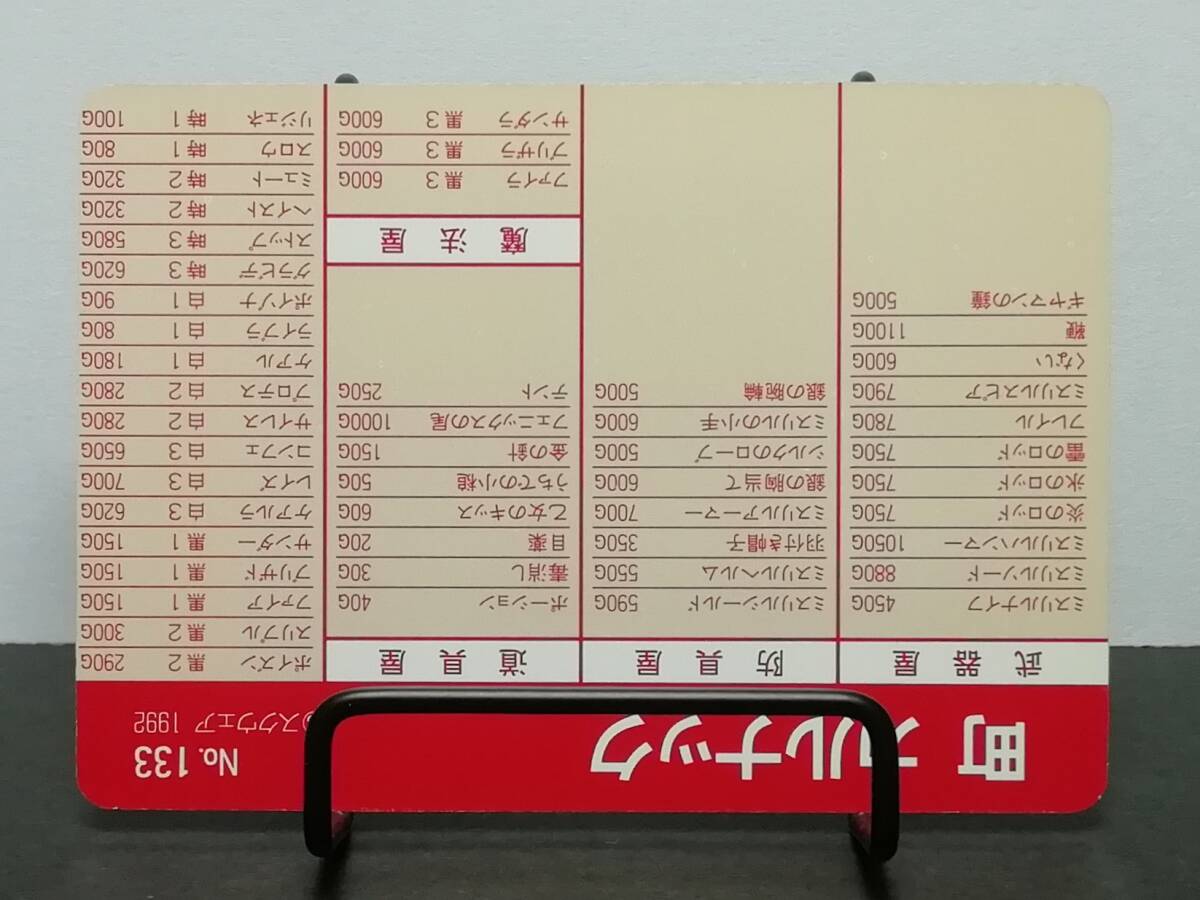 町 カルナック
No. 133
©スクウェア 1992
武器屋
ミスリルナイフ 450G
ミスリルソード 880G
ミスリルハンマー 1050G
炎のロッド 750G
氷のロッド 750G
雷のロッド 750G
フレイル 780G
ミスリルスピア 790G
くない 600G
鞭 1100G
ギヤマンの鐘 500G
防具屋
ミスリルシールド 590G
ミスリルヘルム 550G
羽付き帽子 350G
ミスリルアーマー 700G
銀の胸当て 600G
シルクのローブ 500G
ミスリルの小手 600G
銀の腕輪 500G
道具屋
ポーション 40G
毒消し 30G
目薬 20G
乙女のキッス 60G
うちでの小槌 50G
金の針 150G
フェニックスの尾 1000G
テント 250G
魔法屋
ファイラ 黒3 600G
ブリザラ 黒3 600G
サンダラ 黒3 600G
ポイズン 黒2 290G
スリプル 黒2 300G
ファイア 黒1 150G
ブリザド 黒1 150G
サンダー 黒1 150G
ケアルラ 白3 620G
レイズ 白3 700G
コンフュ 白3 650G
サイレス 白2 280G
プロテス 白2 280G
ケアル 白1 180G
ライブラ 白1 80G
ポイゾナ 白1 90G
グラビデ 時3 620G
ストップ 時3 580G
ヘイスト 時2 320G
ミュート 時2 320G
スロウ 時1 80G
リジェネ 時1 100G